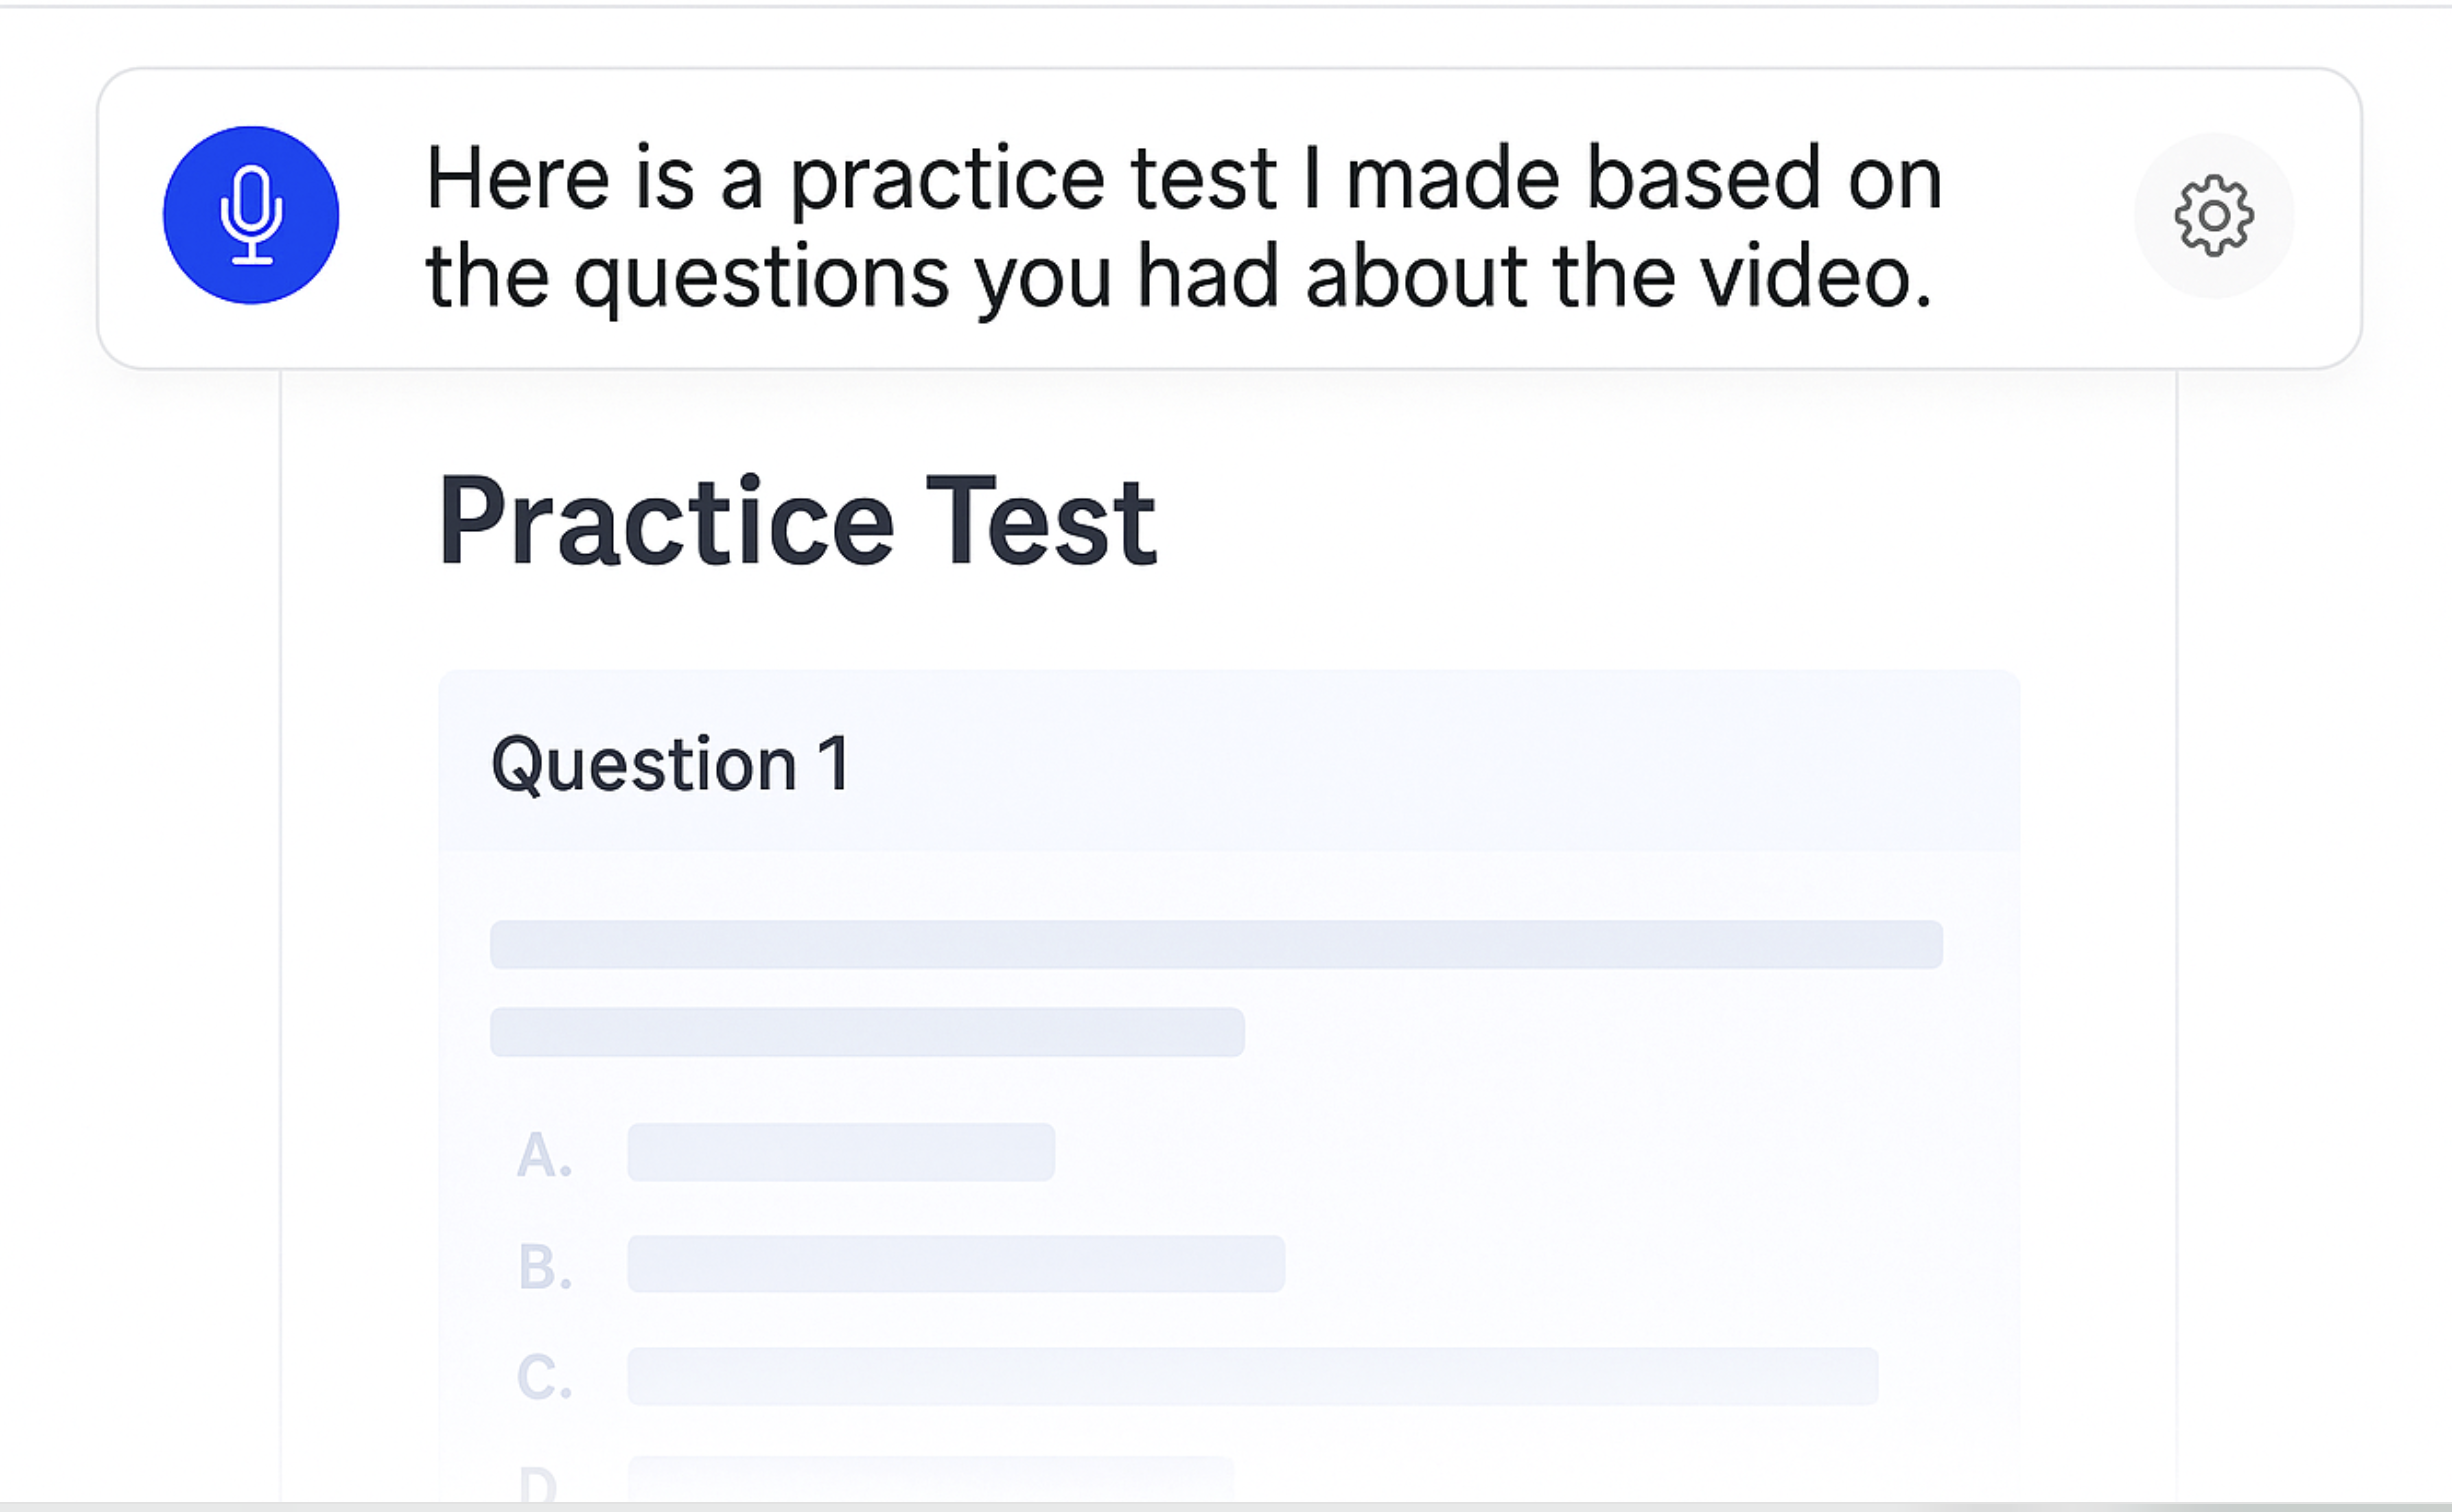 Here is a practice test I made based on
the questions you had about the video.
Practice Test
Question 1
A.
B.
C.
D